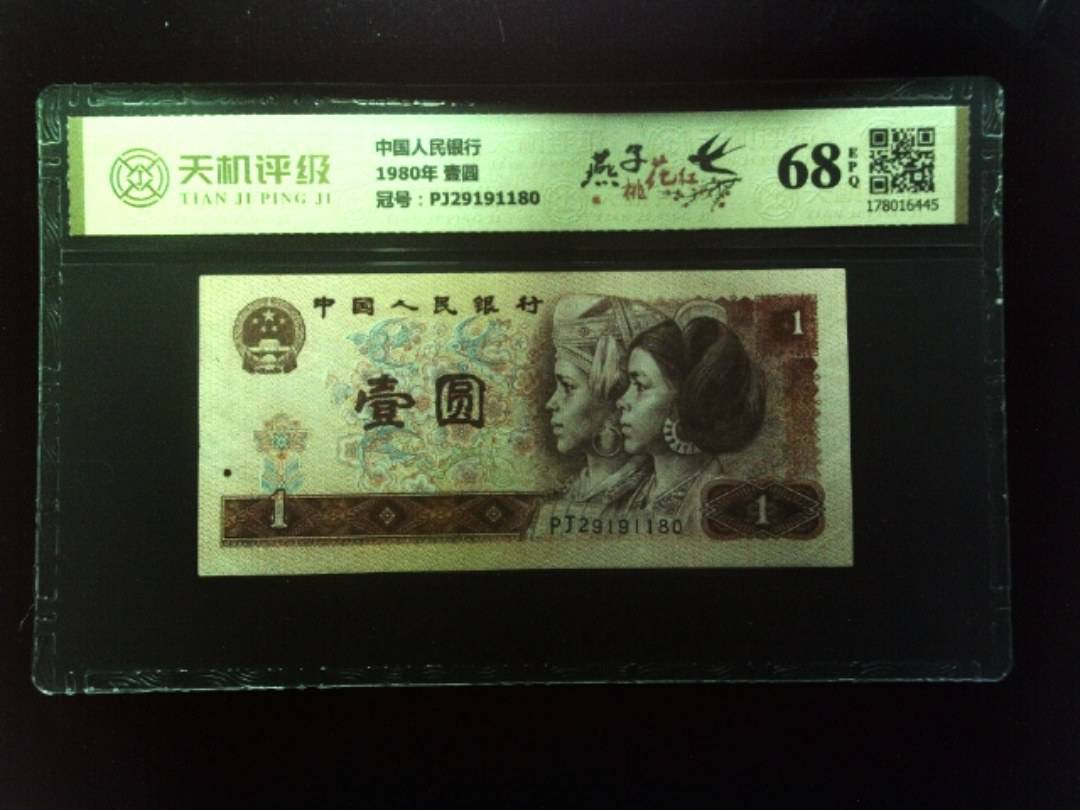 天机评级
TIAN JI PING JI
中国人民银行
1980年 壹圆
冠号：PJ29191180
燕子
桃花红
68
EPQ
178016445
中国人民银行
壹圆
1
1
PJ29191180
1